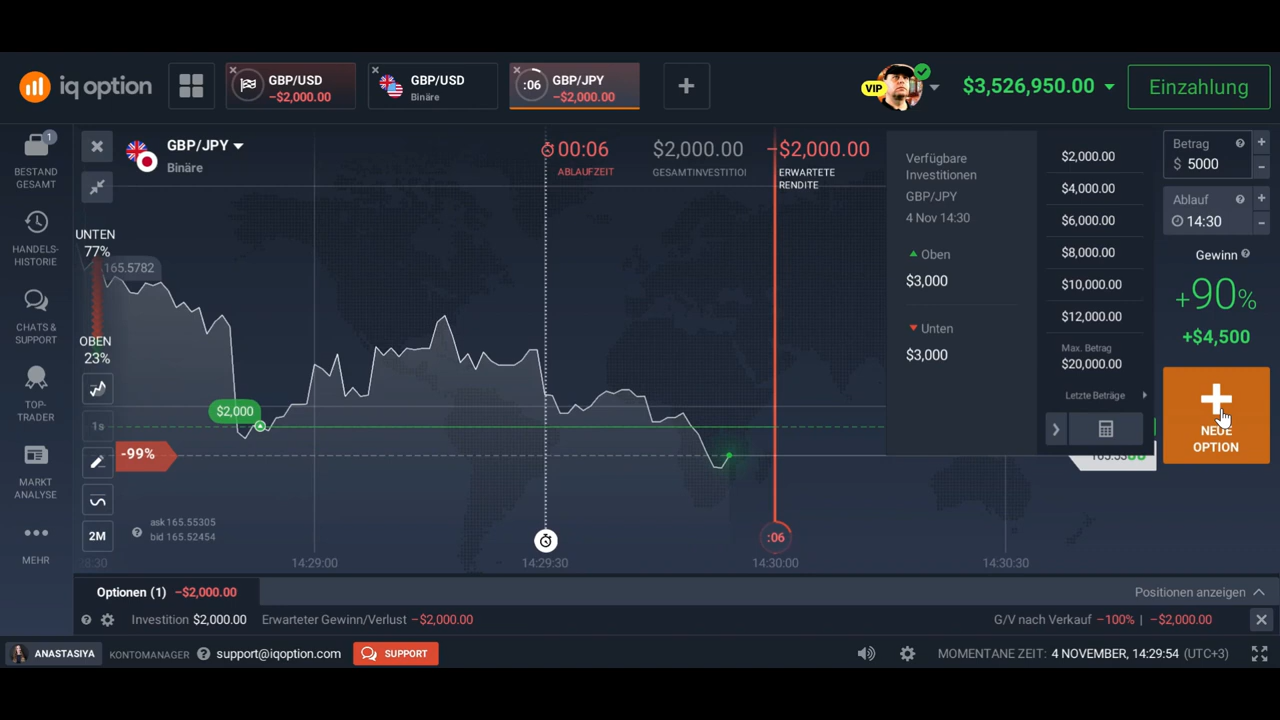 iq option
GBP/USD
−$2,000.00
GBP/USD
Binäre
:06
GBP/JPY
−$2,000.00
VIP
$3,526,950.00
Einzahlung
1
BESTAND
GESAMT
HANDELS-
HISTORIE
CHATS &
SUPPORT
TOP-
TRADER
MARKT
ANALYSE
MEHR
GBP/JPY
Binäre
00:06
ABLAUFZEIT
$2,000.00
GESAMTINVESTITIOI
−$2,000.00
ERWARTETE
RENDITE
UNTEN
77%
165.5782
OBEN
23%
$2,000
1s
-99%
2M
ask 165.55305
bid 165.52454
:06
:30
14:29:00
14:29:30
14:30:00
14:30:30
Verfügbare
Investitionen
GBP/JPY
4 Nov 14:30
Oben
$3,000
Unten
$3,000
$2,000.00
$4,000.00
$6,000.00
$8,000.00
$10,000.00
$12,000.00
Max. Betrag
$20,000.00
Letzte Beträge
Betrag
$ 5000
Ablauf
14:30
Gewinn
+90%
+$4,500
NEUE
OPTION
Optionen (1) −$2,000.00
Positionen anzeigen
Investition $2,000.00 Erwarteter Gewinn/Verlust −$2,000.00
G/V nach Verkauf −100% | −$2,000.00
ANASTASIYA
KONTOMANAGER
support@iqoption.com
SUPPORT
MOMENTANE ZEIT: 4 NOVEMBER, 14:29:54 (UTC+3)